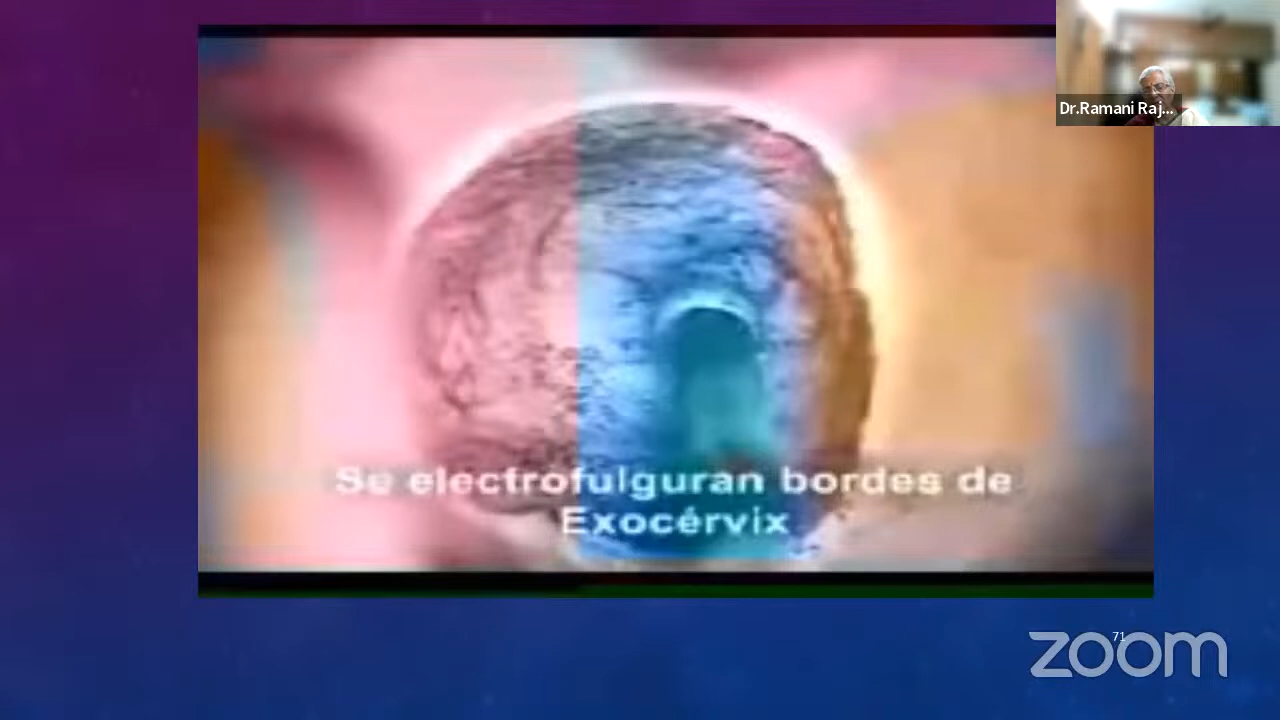 Dr.Ramani Raj...
Se electrofulguran bordes de
Exocérvix
71
zoom